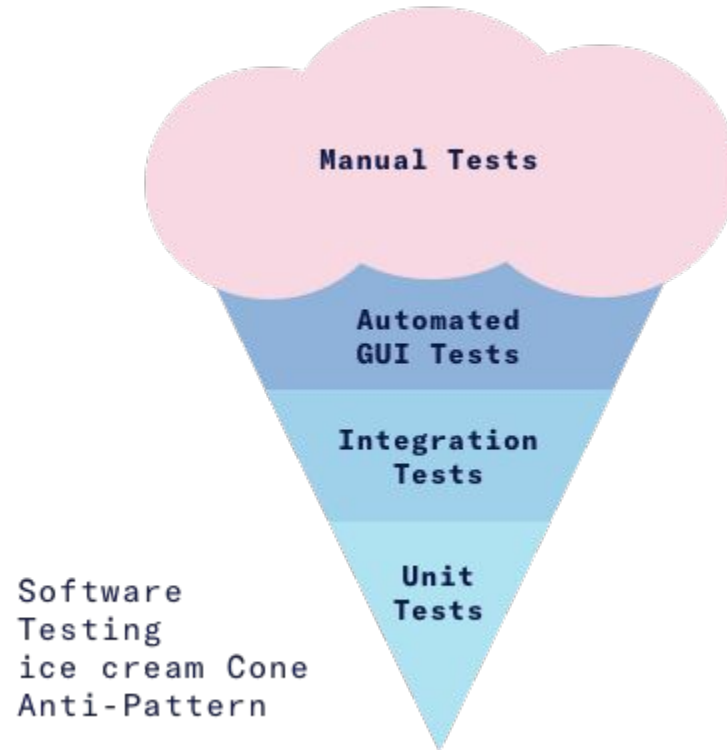 Manual Tests
Automated
GUI Tests
Integration
Tests
Unit
Tests
Software
Testing
ice cream Cone
Anti-Pattern